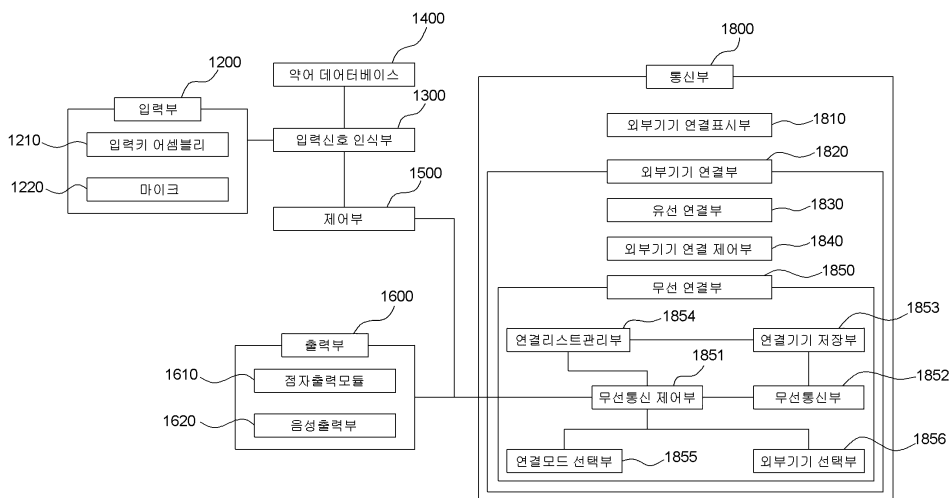 1400
1800
약어 데어터베이스
통신부
1200
입력부
1300
1210
입력키 어셈블리
입력신호 인식부
외부기기 연결표시부
1810
1820
외부기기 연결부
1220
마이크
1500
제어부
유선 연결부
1830
외부기기 연결 제어부
1840
1850
무선 연결부
1600
출력부
1854
1853
연결리스트관리부
연결기기 저장부
1610
점자출력모듈
1851
1852
무선통신 제어부
무선통신부
1620
음성출력부
연결모드 선택부
1855
외부기기 선택부
1856